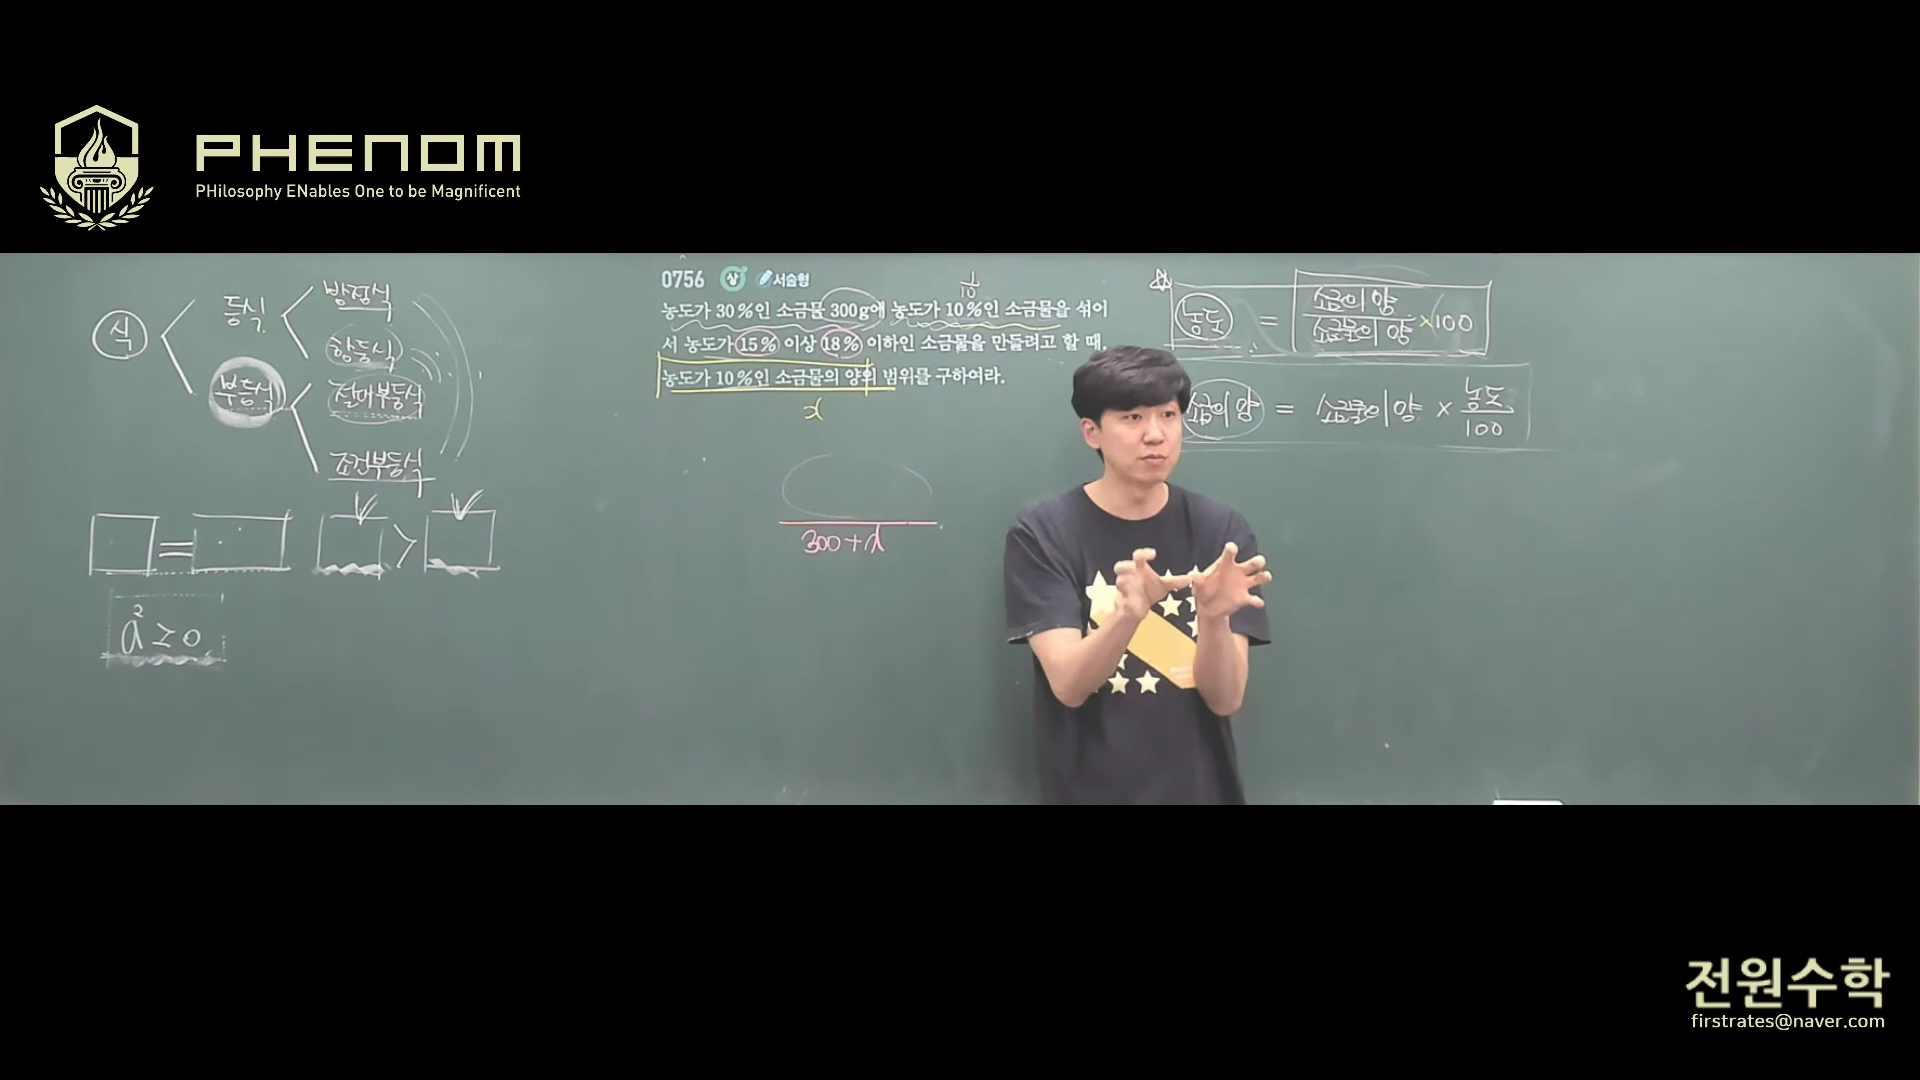 PHENOM
PHilosophy ENables One to be Magnificent
식
등식
방정식
항등식
부등식
절대부등식
조건부등식
=
>
a² ≥ 0
0756 상 서술형
1/10
농도가 30%인 소금물 300g에 농도가 10%인 소금물을 섞어
서 농도가 15% 이상 18% 이하인 소금물을 만들려고 할 때,
농도가 10%인 소금물의 양의 범위를 구하여라.
x
300+x
농도 = 소금의 양 / 소금물의 양 × 100
소금의 양 = 소금물의 양 × 농도 / 100
전원수학
firstrates@naver.com